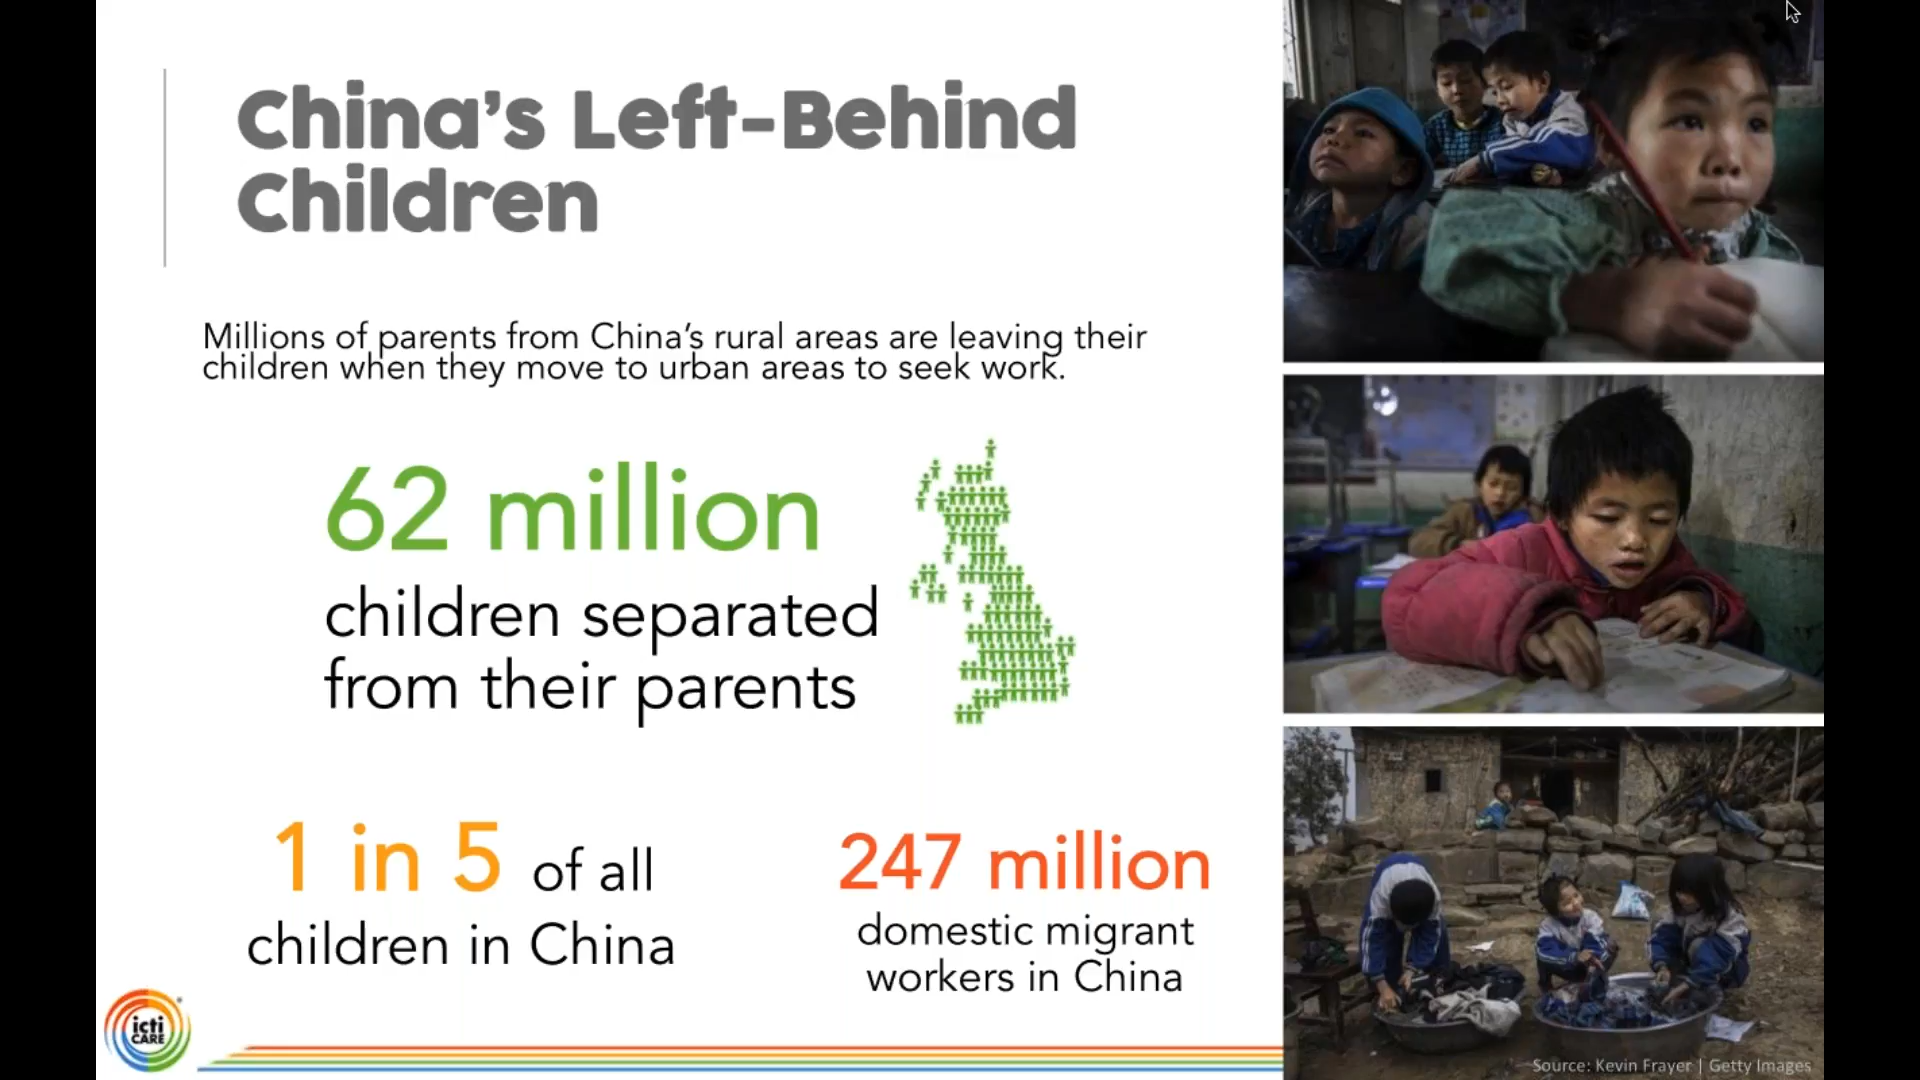 China's Left-Behind
Children
Millions of parents from China's rural areas are leaving their
children when they move to urban areas to seek work.
62 million
children separated
from their parents
1 in 5 of all
children in China
247 million
domestic migrant
workers in China
icti
CARE
Source: Kevin Frayer | Getty Images